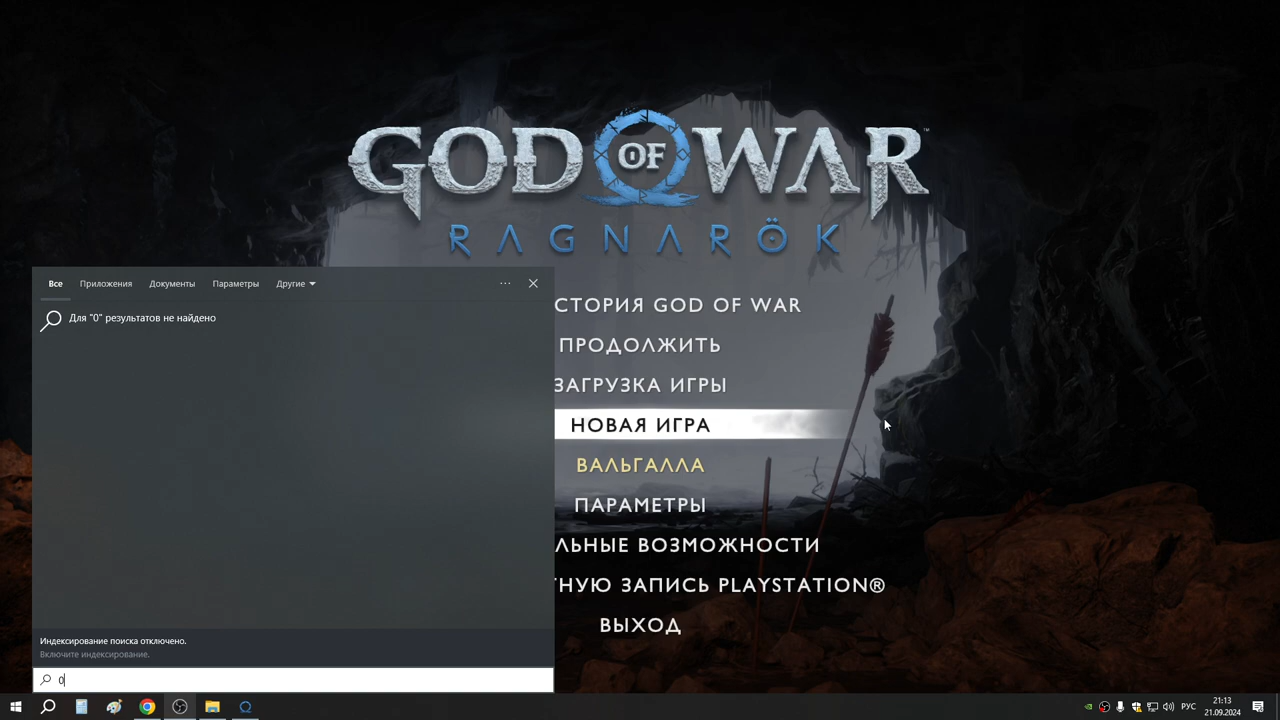 GOD OF WAR
RAGNARÖK
СТОРИЯ GOD OF WAR
ПРОДОЛЖИТЬ
ЗАГРУЗКА ИГРЫ
НОВАЯ ИГРА
ВАЛЬГАЛЛА
ПАРАМЕТРЫ
ЛЬНЫЕ ВОЗМОЖНОСТИ
ТНУЮ ЗАПИСЬ PLAYSTATION®
ВЫХОД
Все Приложения Документы Параметры Другие
Для "0" результатов не найдено
Индексирование поиска отключено.
Включите индексирование.
0
РУС
21:13
21.09.2024